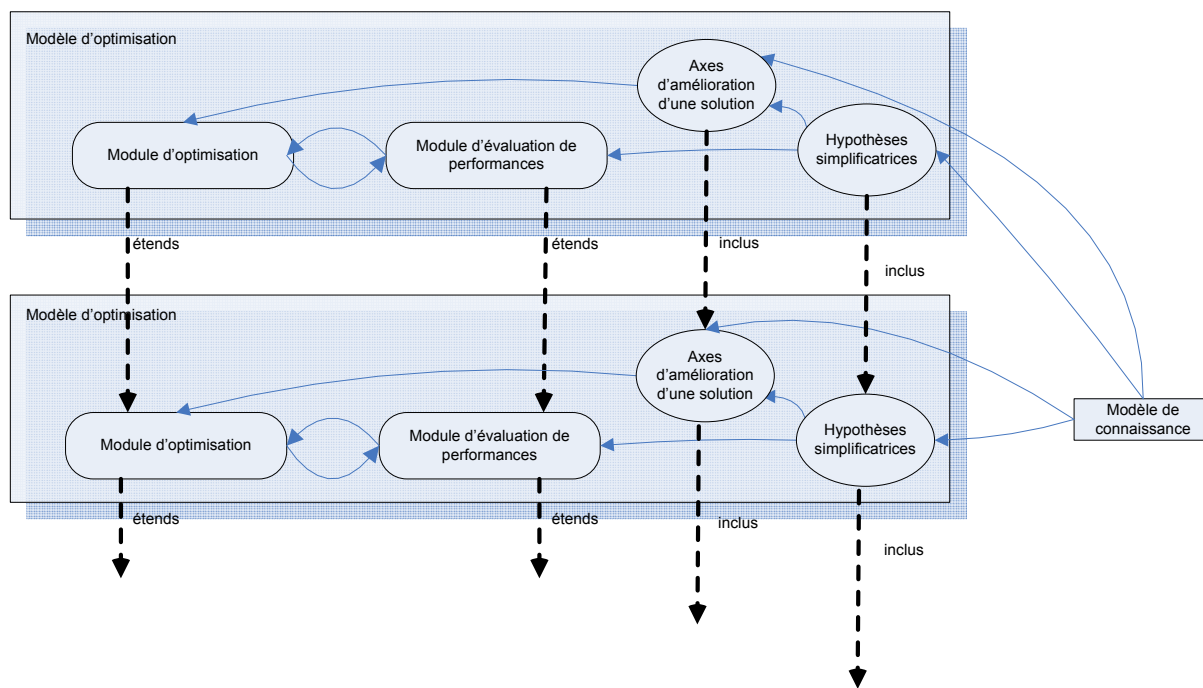 Modèle d'optimisation
Axes
d'amélioration
d'une solution
Module d'optimisation
Module d'évaluation de
performances
Hypothèses
simplificatrices
étends
étends
inclus
inclus
Modèle d'optimisation
Axes
d'amélioration
d'une solution
Module d'optimisation
Module d'évaluation de
performances
Hypothèses
simplificatrices
Modèle de
connaissance
étends
étends
inclus
inclus